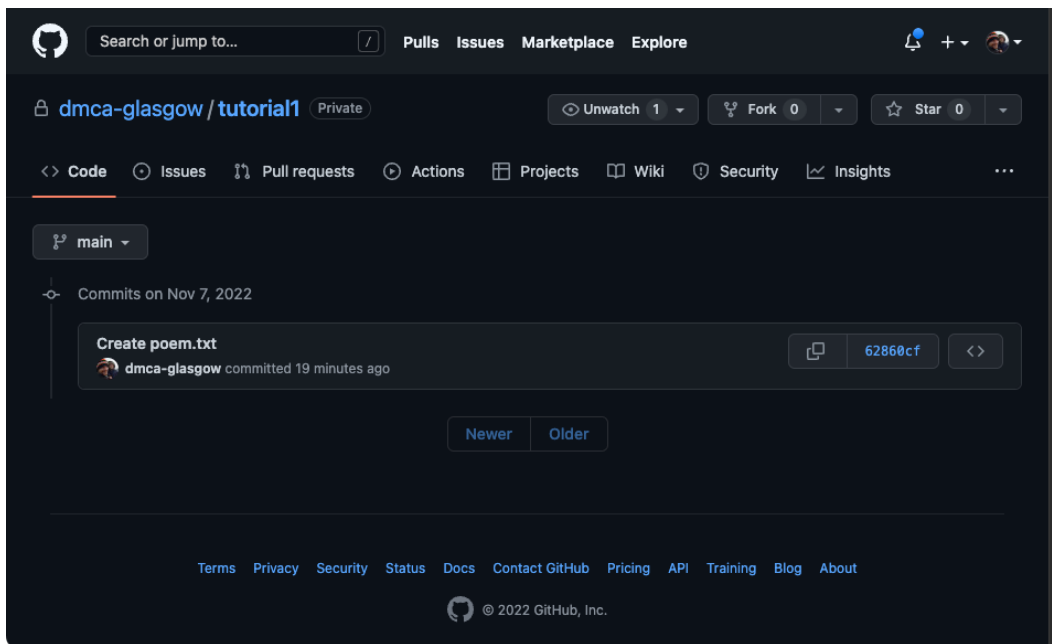 Search or jump to... / Pulls Issues Marketplace Explore
dmca-glasgow / tutorial1 Private Unwatch 1 Fork 0 Star 0
<> Code Issues Pull requests Actions Projects Wiki Security Insights ...
main
Commits on Nov 7, 2022
Create poem.txt
62860cf <>
dmca-glasgow committed 19 minutes ago
Newer Older
Terms Privacy Security Status Docs Contact GitHub Pricing API Training Blog About
© 2022 GitHub, Inc.